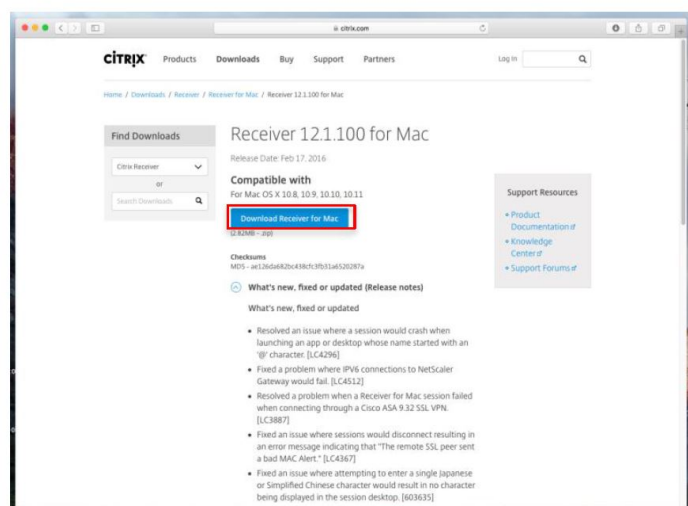 citrix.com
CİTRIX
Products Downloads Buy Support Partners
Log In
Home / Downloads / Receiver / Receiver for Mac / Receiver 12.1.100 for Mac
Find Downloads
Citrix Receiver
or
Search Downloads
Receiver 12.1.100 for Mac
Release Date: Feb 17, 2016
Compatible with
For Mac OS X 10.8, 10.9, 10.10, 10.11
Download Receiver for Mac
(2.82MB - .zip)
Checksums
MD5 - ae126da682bc438cfc3fb31a6520287a
What's new, fixed or updated (Release notes)
What's new, fixed or updated
• Resolved an issue where a session would crash when
launching an app or desktop whose name started with an
'@' character. [LC4296]
• Fixed a problem where IPV6 connections to NetScaler
Gateway would fail. [LC4512]
• Resolved a problem when a Receiver for Mac session failed
when connecting through a Cisco ASA 9.32 SSL VPN.
[LC3887]
• Fixed an issue where sessions would disconnect resulting in
an error message indicating that "The remote SSL peer sent
a bad MAC Alert." [LC4367]
• Fixed an issue where attempting to enter a single Japanese
or Simplified Chinese character would result in no character
being displayed in the session desktop. [603635]
Support Resources
• Product
Documentation
• Knowledge
Center
• Support Forums